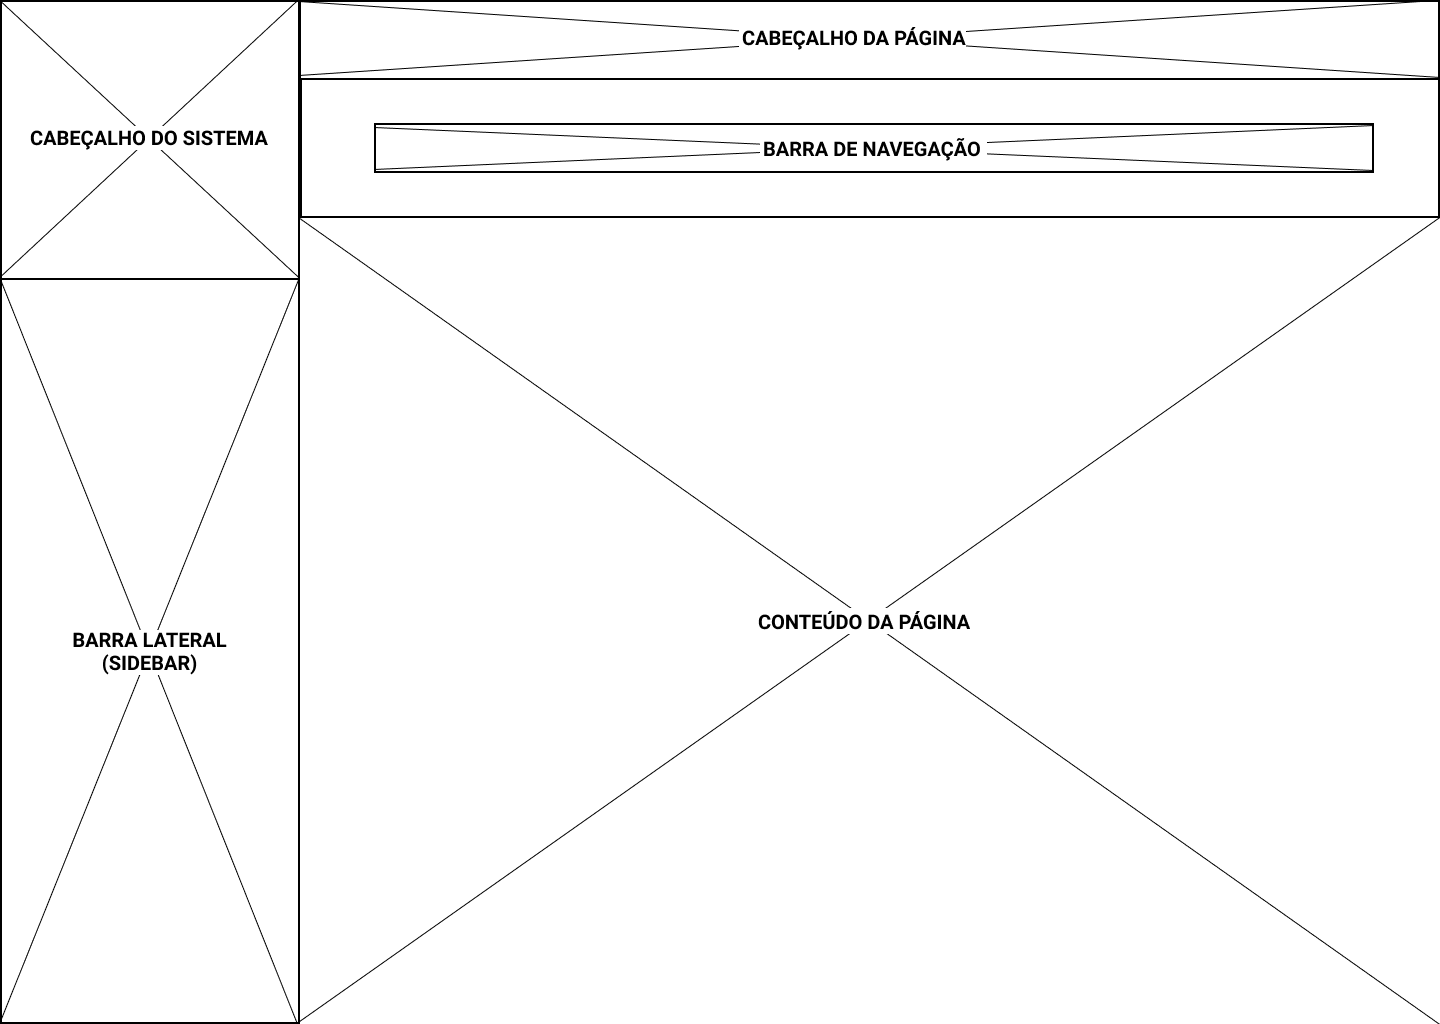 CABEÇALHO DA PÁGINA
CABEÇALHO DO SISTEMA
BARRA DE NAVEGAÇÃO
CONTEÚDO DA PÁGINA
BARRA LATERAL
(SIDEBAR)